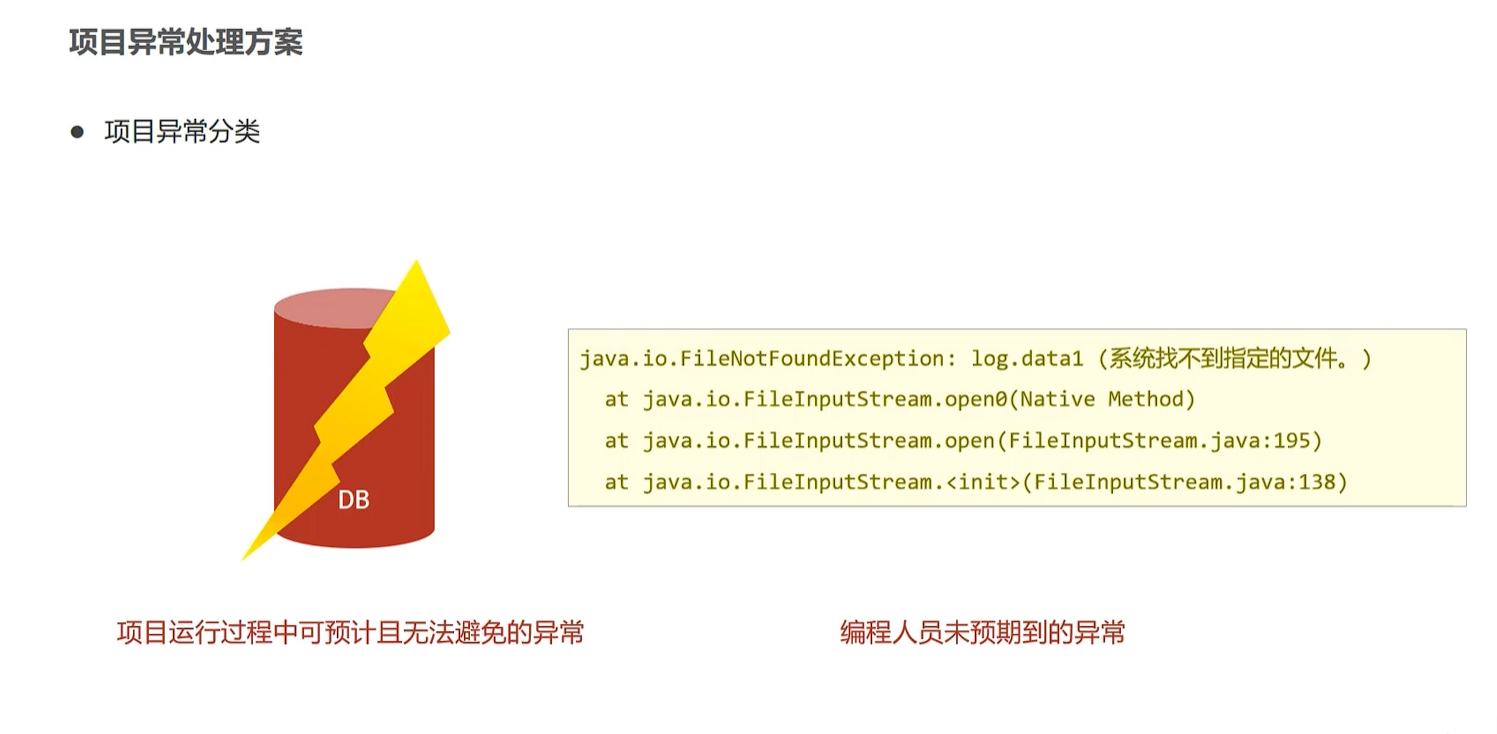 项目异常处理方案
● 项目异常分类
DB
java.io.FileNotFoundException: log.data1 (系统找不到指定的文件。)
at java.io.FileInputStream.open0(Native Method)
at java.io.FileInputStream.open(FileInputStream.java:195)
at java.io.FileInputStream.<init>(FileInputStream.java:138)
项目运行过程中可预计且无法避免的异常
编程人员未预期到的异常